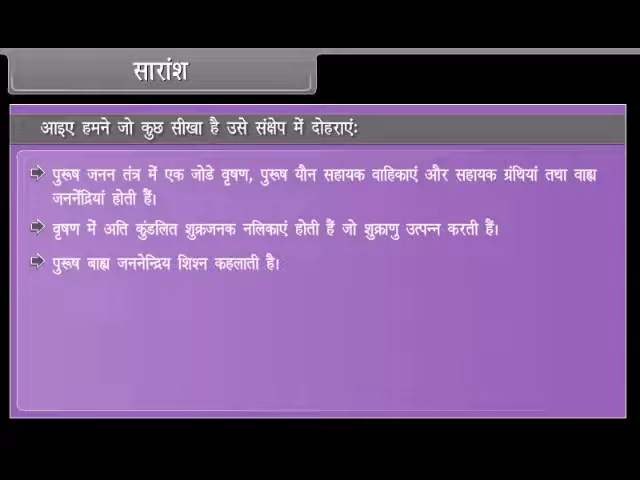 सारांश
आइए हमने जो कुछ सीखा है उसे संक्षेप में दोहराएं:
पुरूष जनन तंत्र में एक जोडे वृषण, पुरूष यौन सहायक वाहिकाएं और सहायक ग्रंथियां तथा वाह्य
जननेंद्रियां होती हैं।
वृषण में अति कुंडलित शुक्रजनक नलिकाएं होती हैं जो शुक्राणु उत्पन्न करती हैं।
पुरूष बाह्य जननेन्द्रिय शिश्न कहलाती है।